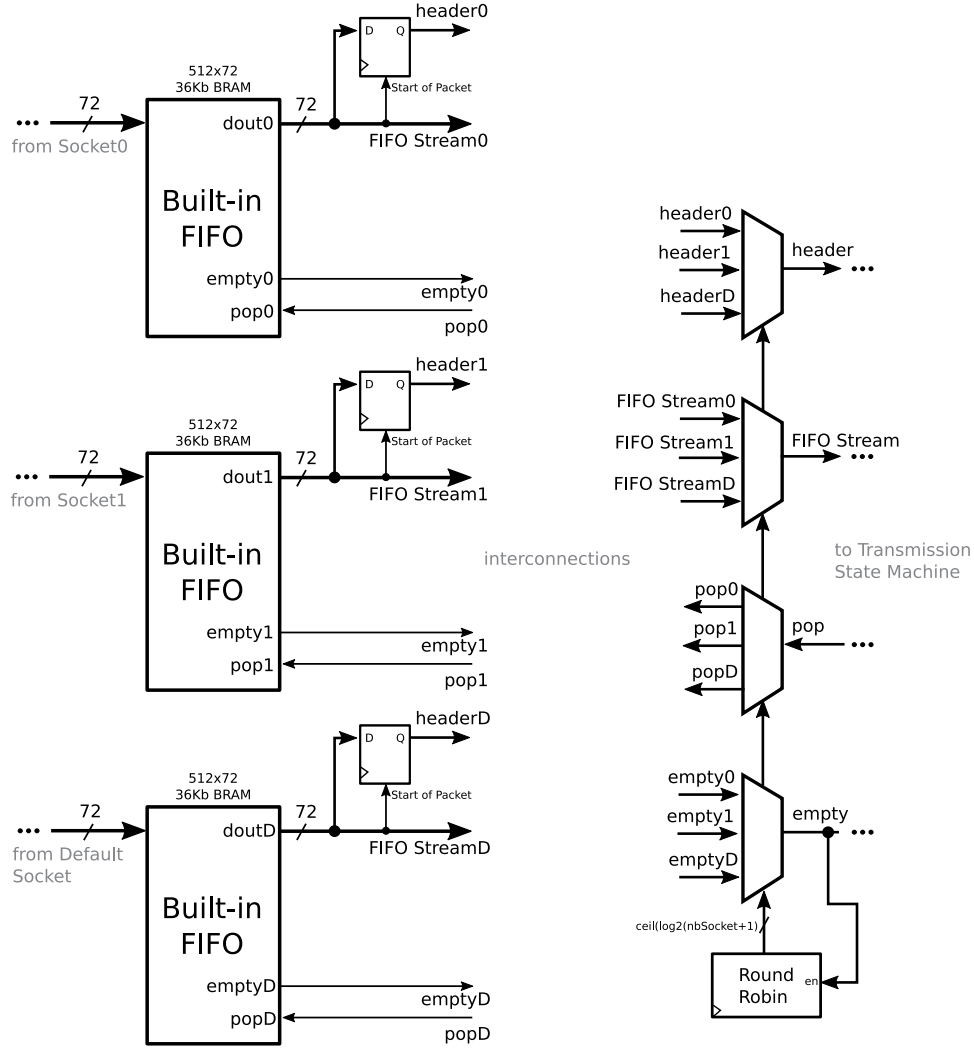 header0
D Q
Start of Packet
512x72
36Kb BRAM
72
from Socket0
dout0
72
FIFO Stream0
Built-in
FIFO
empty0
empty0
pop0
pop0
header1
D Q
Start of Packet
512x72
36Kb BRAM
72
from Socket1
dout1
72
FIFO Stream1
Built-in
FIFO
empty1
empty1
pop1
pop1
headerD
D Q
Start of Packet
512x72
36Kb BRAM
72
from Default
Socket
doutD
72
FIFO StreamD
Built-in
FIFO
emptyD
emptyD
popD
popD
interconnections
header0
header1
headerD
header
FIFO Stream0
FIFO Stream1
FIFO StreamD
FIFO Stream
to Transmission
State Machine
pop0
pop1
popD
pop
empty0
empty1
emptyD
empty
ceil(log2(nbSocket+1)
Round
Robin
en